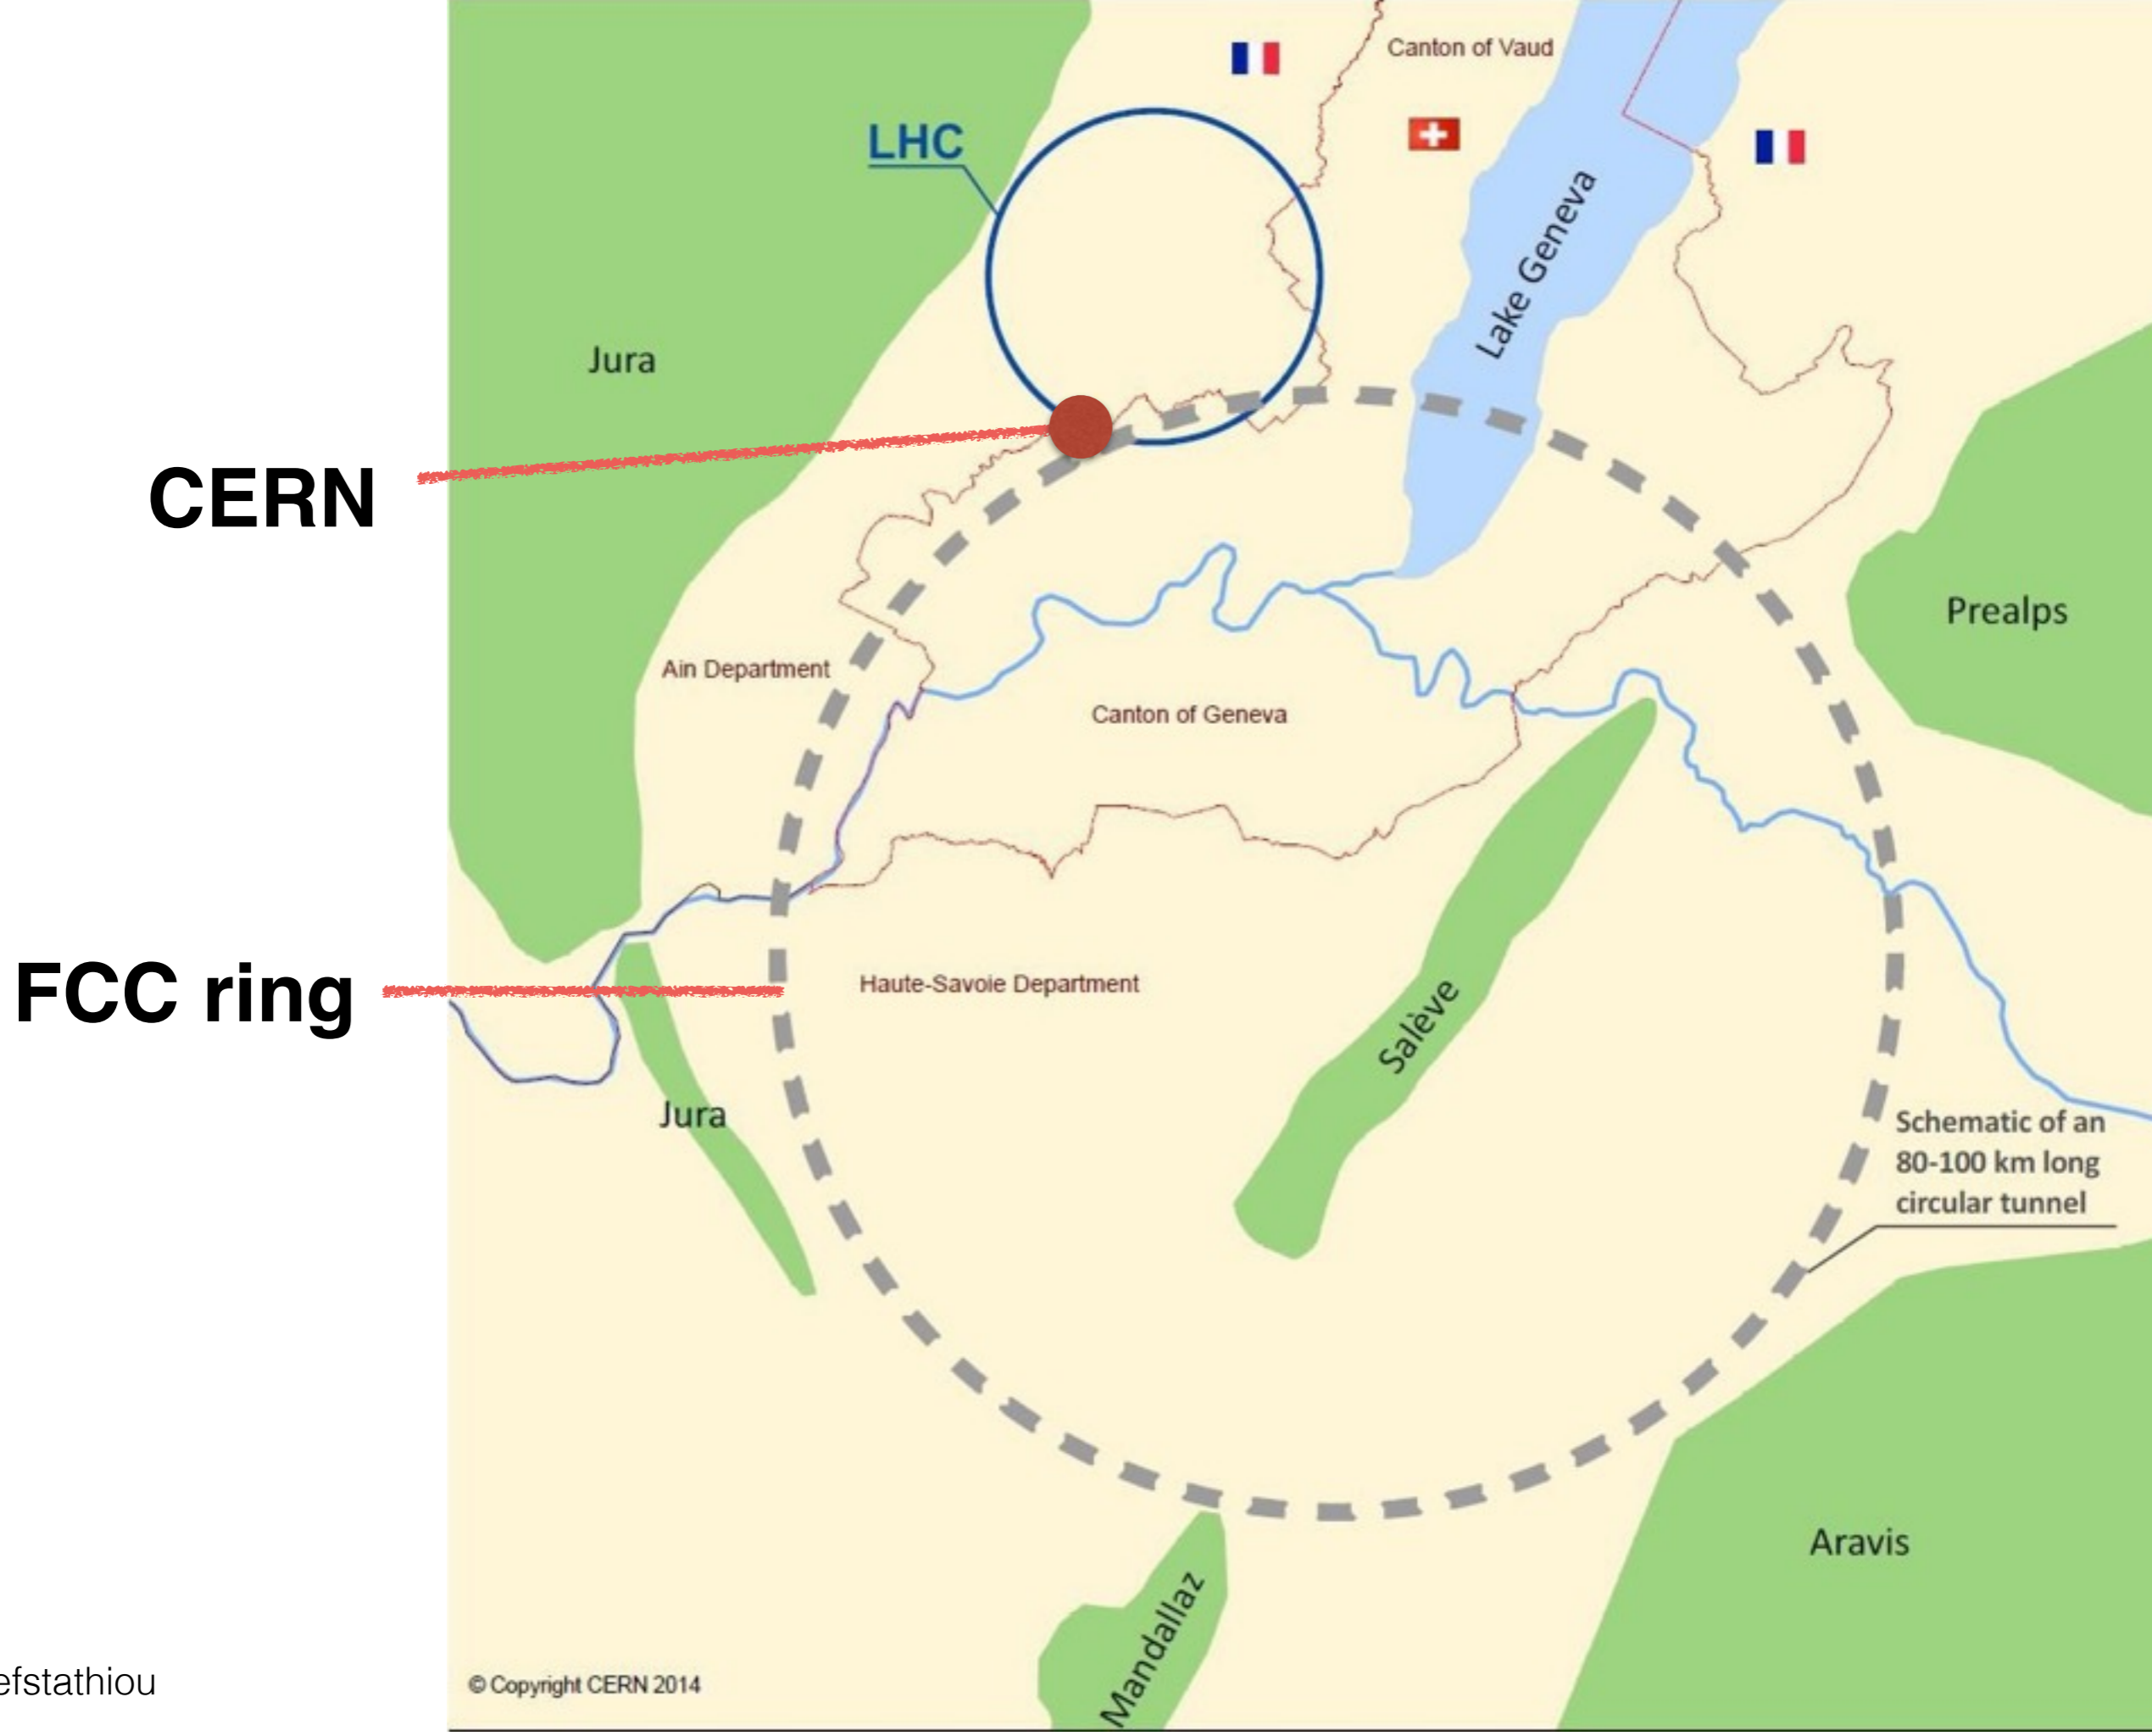 Canton of Vaud
LHC
Lake Geneva
Jura
CERN
Prealps
Ain Department
Canton of Geneva
FCC ring
Haute-Savoie Department
Salève
Jura
Schematic of an
80-100 km long
circular tunnel
Aravis
Mandallaz
efstathiou
© Copyright CERN 2014